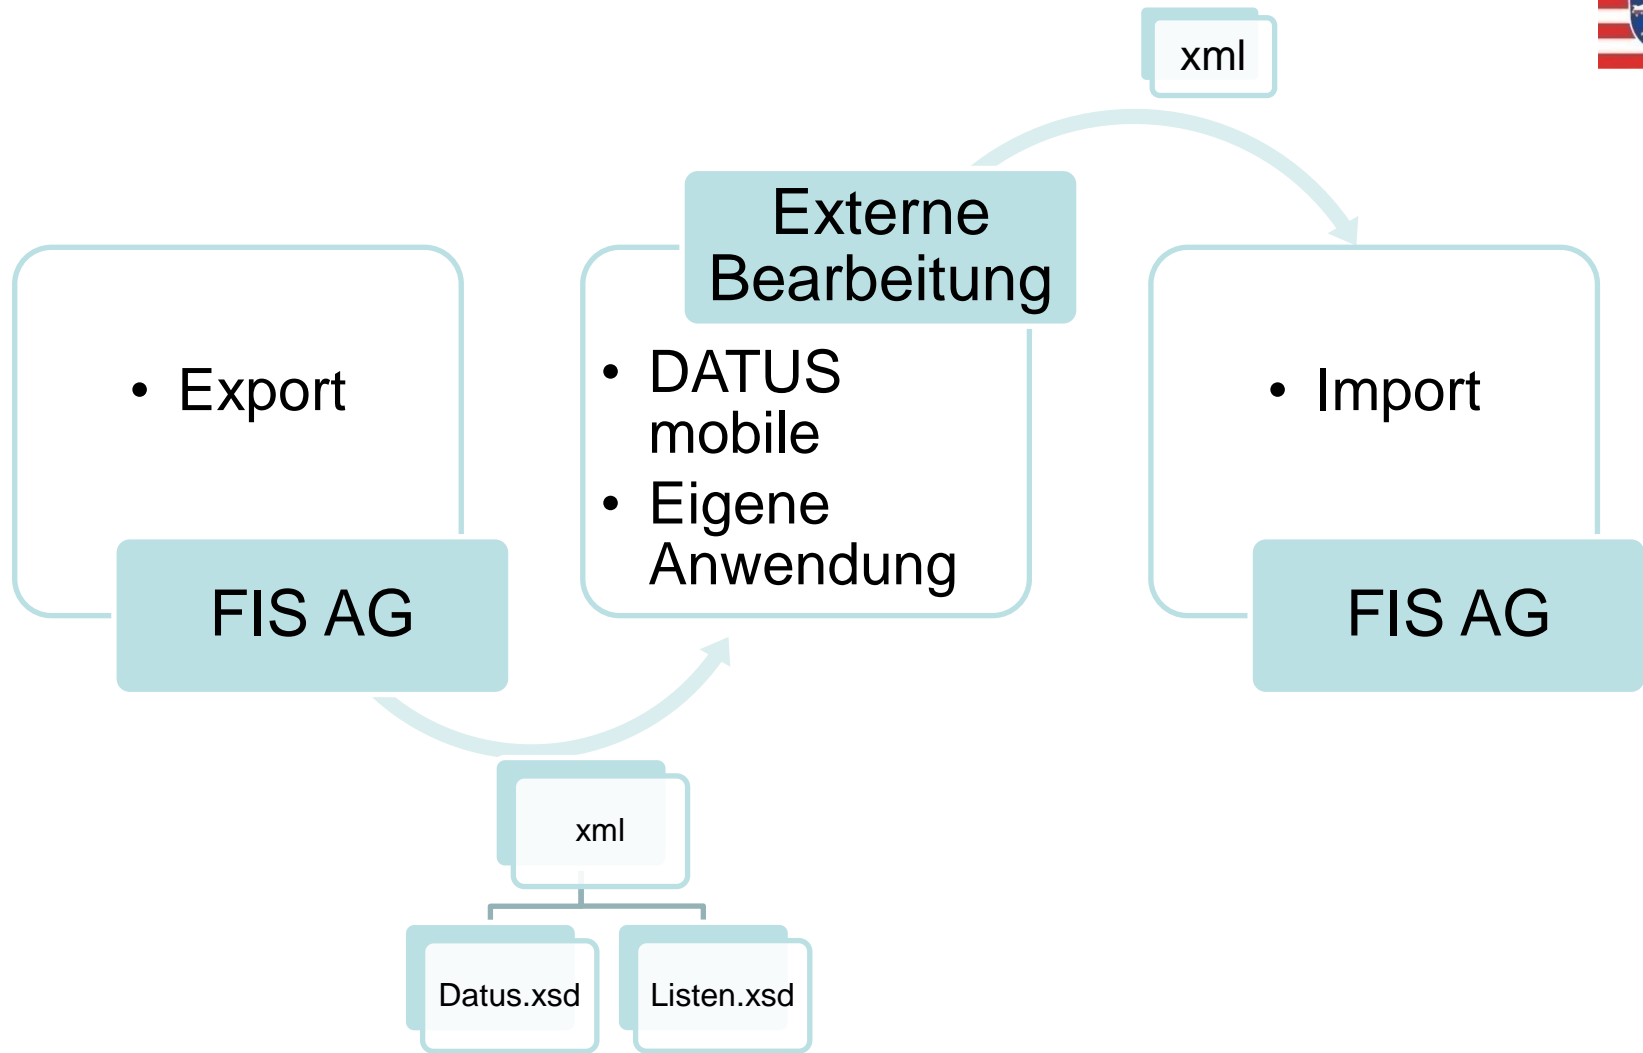 xml
Externe
Bearbeitung
• Export
FIS AG
• DATUS
mobile
• Eigene
Anwendung
• Import
FIS AG
xml
Datus.xsd
Listen.xsd